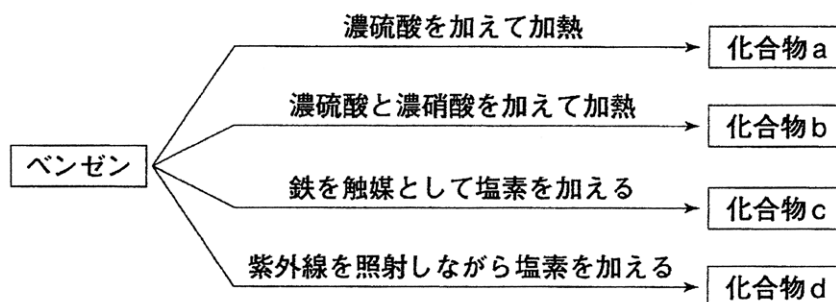 濃硫酸を加えて加熱
化合物a
濃硫酸と濃硝酸を加えて加熱
化合物b
ベンゼン
鉄を触媒として塩素を加える
化合物c
紫外線を照射しながら塩素を加える
化合物d